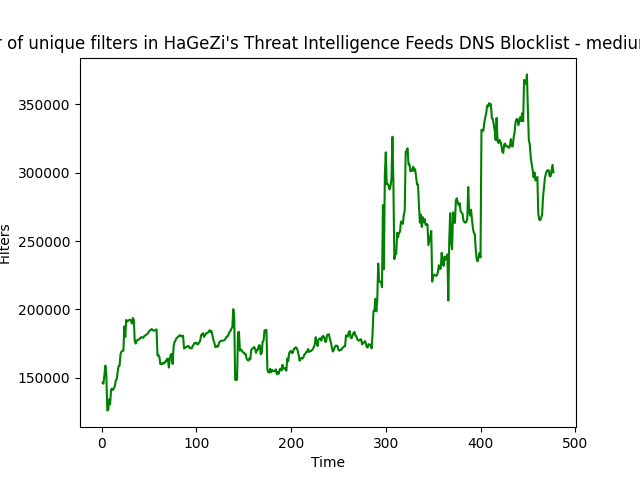 of unique filters in HaGeZi's Threat Intelligence Feeds DNS Blocklist -
350000
300000
250000
200000
150000
Filters
0 100 200 300 400 500
Time